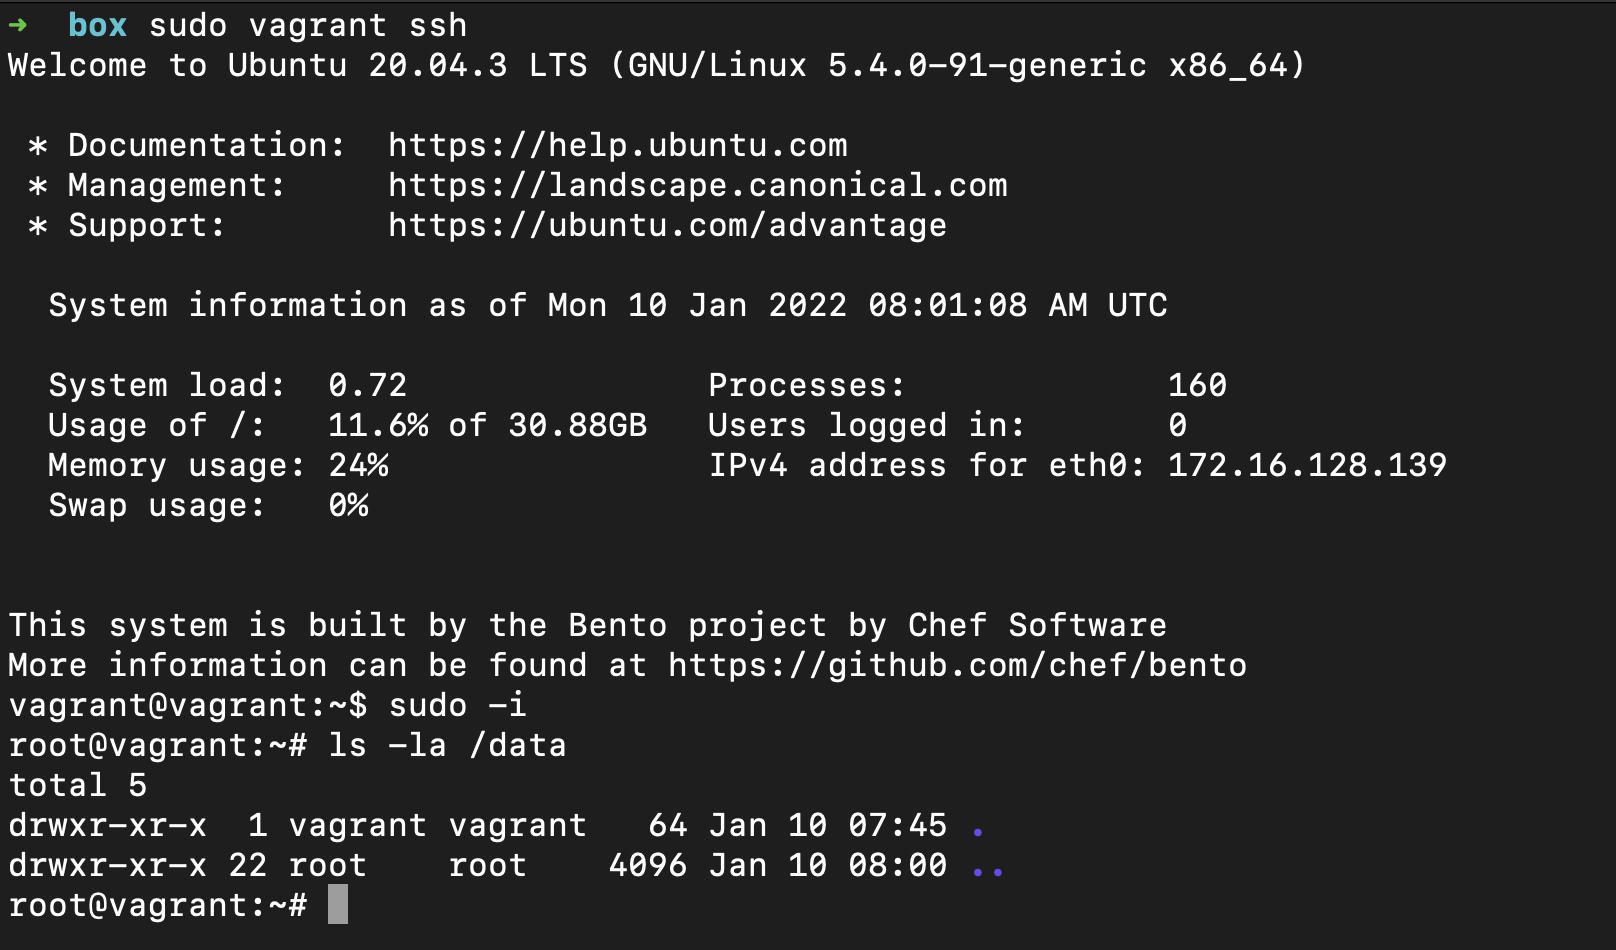 →  box sudo vagrant ssh
Welcome to Ubuntu 20.04.3 LTS (GNU/Linux 5.4.0-91-generic x86_64)

 * Documentation:  https://help.ubuntu.com
 * Management:     https://landscape.canonical.com
 * Support:        https://ubuntu.com/advantage

  System information as of Mon 10 Jan 2022 08:01:08 AM UTC

  System load:  0.72               Processes:             160
  Usage of /:   11.6% of 30.88GB   Users logged in:       0
  Memory usage: 24%                IPv4 address for eth0: 172.16.128.139
  Swap usage:   0%


This system is built by the Bento project by Chef Software
More information can be found at https://github.com/chef/bento
vagrant@vagrant:~$ sudo -i
root@vagrant:~# ls -la /data
total 5
drwxr-xr-x  1 vagrant vagrant   64 Jan 10 07:45 .
drwxr-xr-x 22 root    root    4096 Jan 10 08:00 ..
root@vagrant:~#